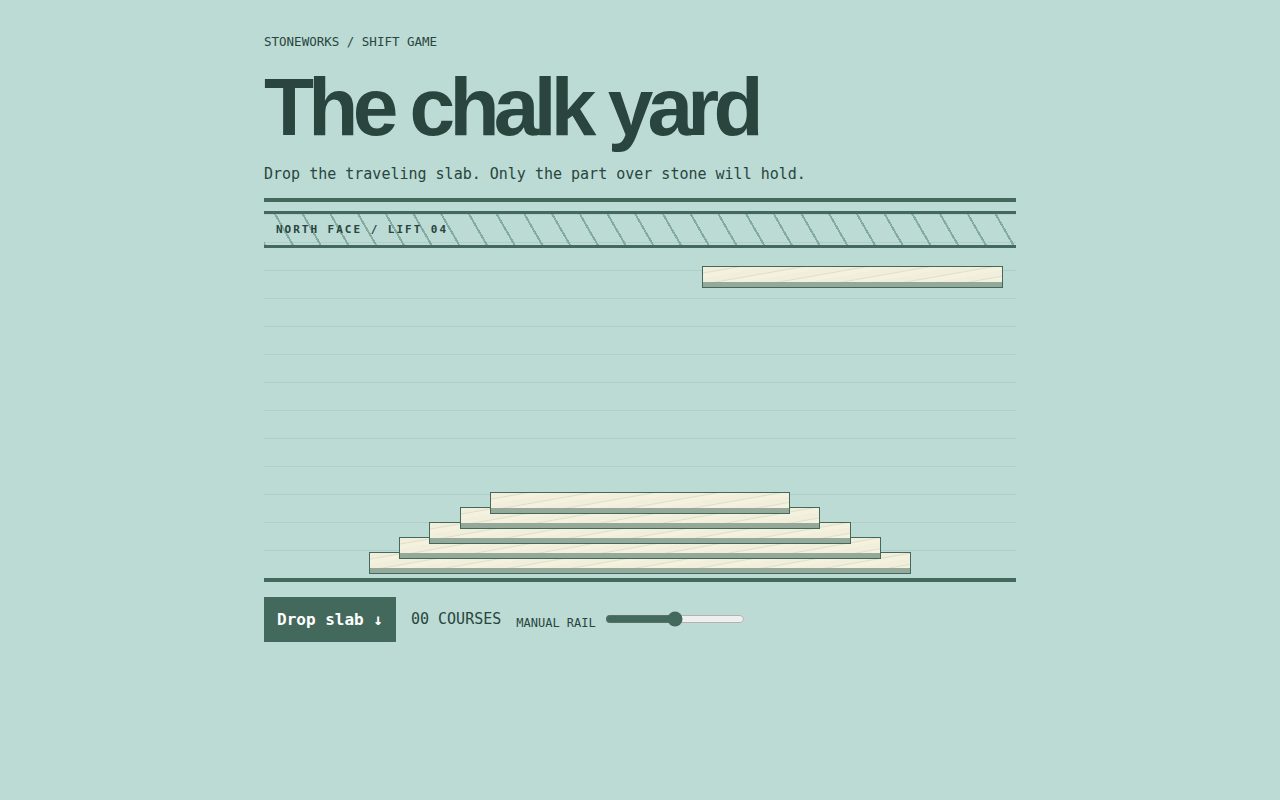 STONEWORKS / SHIFT GAME
The chalk yard
Drop the traveling slab. Only the part over stone will hold.
NORTH FACE / LIFT 04
Drop slab ↓
00 COURSES
MANUAL RAIL